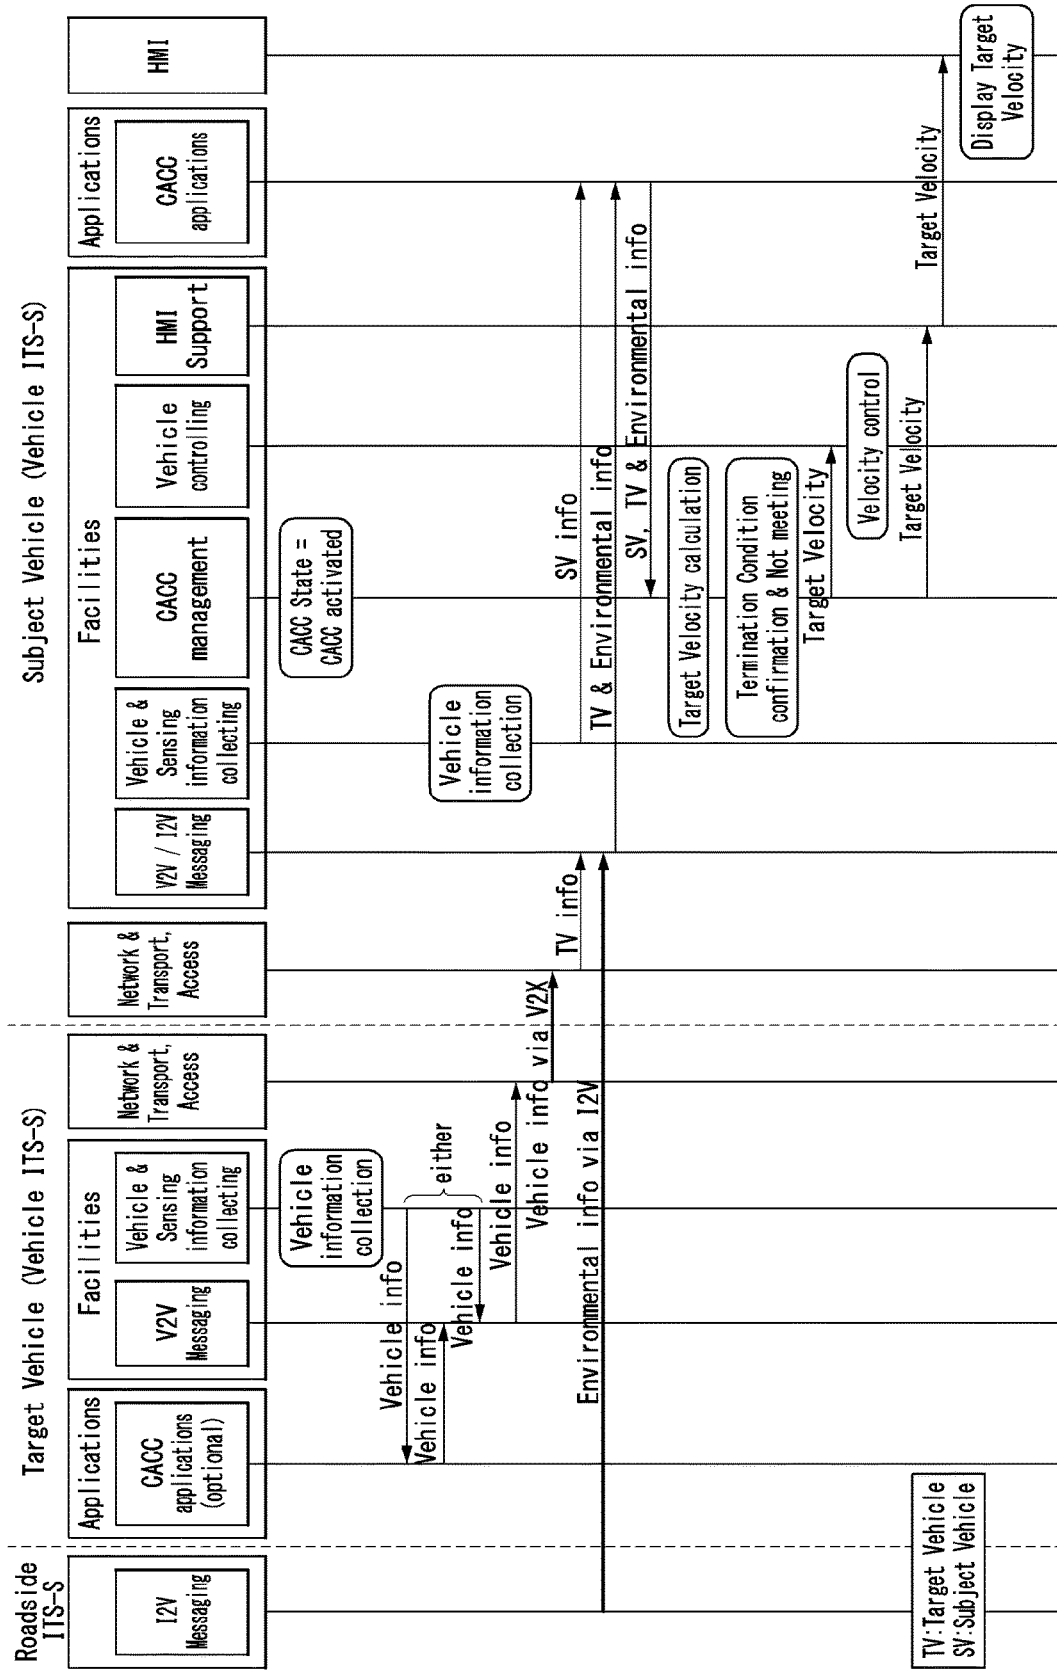 Roadside
ITS-S
I2V
Messaging
Target Vehicle (Vehicle ITS-S)
Applications
CACC
applications
(optional)
Facilities
V2V
Messaging
Vehicle &
Sensing
information
collecting
Network &
Transport,
Access
Subject Vehicle (Vehicle ITS-S)
Network &
Transport,
Access
Facilities
V2V / I2V
Messaging
Vehicle &
Sensing
information
collecting
CACC
management
Vehicle
controlling
HMI
Support
Applications
CACC
applications
HMI
Vehicle
information
collection
CACC State =
CACC activated
Vehicle info
Vehicle info
either
Vehicle info
Vehicle info
Vehicle information
collection
Vehicle info via V2X
TV info
SV info
Environmental info via I2V
TV & Environmental info
SV, TV & Environmental info
Target Velocity calculation
Termination Condition
confirmation & Not meeting
Target Velocity
Velocity control
Target Velocity
Target Velocity
Display Target
Velocity
TV:Target Vehicle
SV:Subject Vehicle